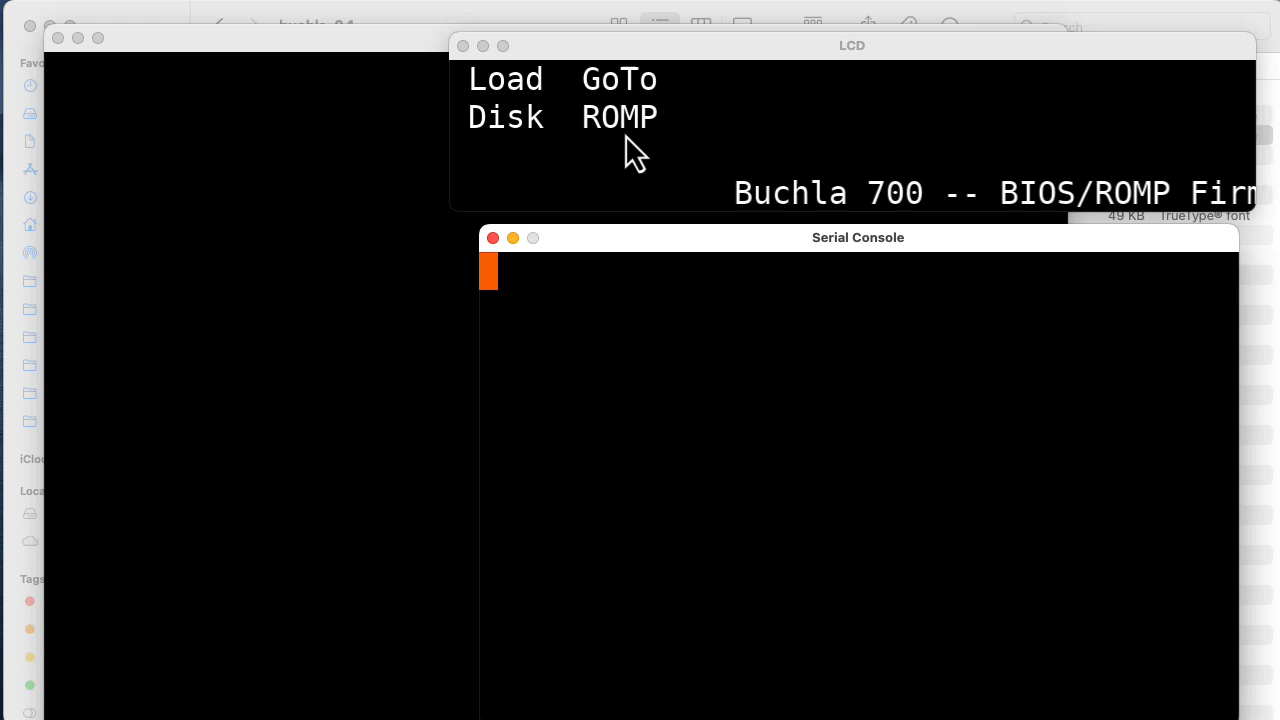 Favo
LCD
Load GoTo
Disk ROMP
Buchla 700 -- BIOS/ROMP Firm
49 KB TrueType® font
Serial Console
iClou
Loca
Tags